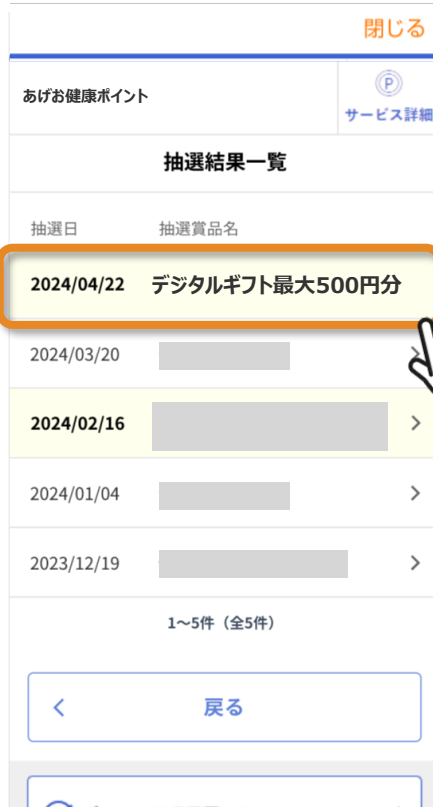 閉じる
あげお健康ポイント
P
サービス詳細
抽選結果一覧
抽選日 抽選賞品名
2024/04/22 デジタルギフト最大500円分
2024/03/20
2024/02/16
2024/01/04
2023/12/19
1〜5件（全5件）
戻る